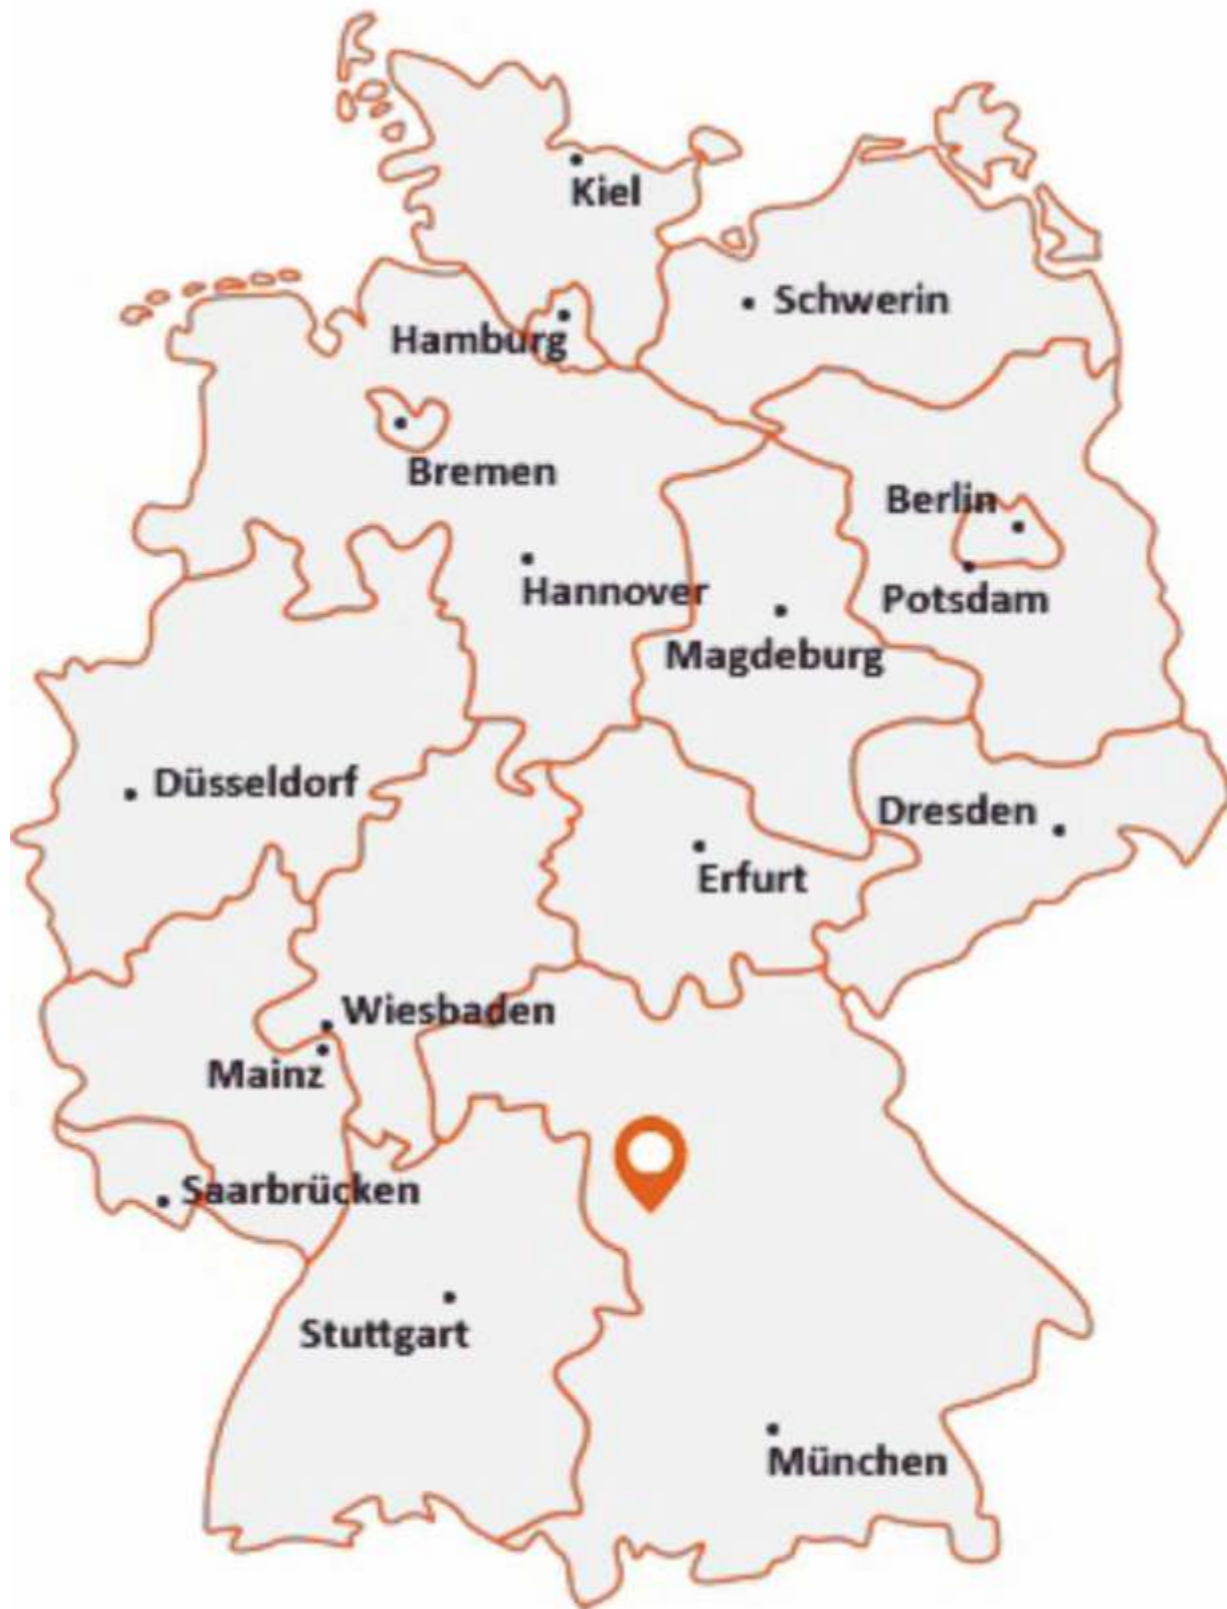 Kiel
Schwerin
Hamburg
Bremen
Berlin
Hannover
Potsdam
Magdeburg
Düsseldorf
Dresden
Erfurt
Wiesbaden
Mainz
Saarbrücken
Stuttgart
München